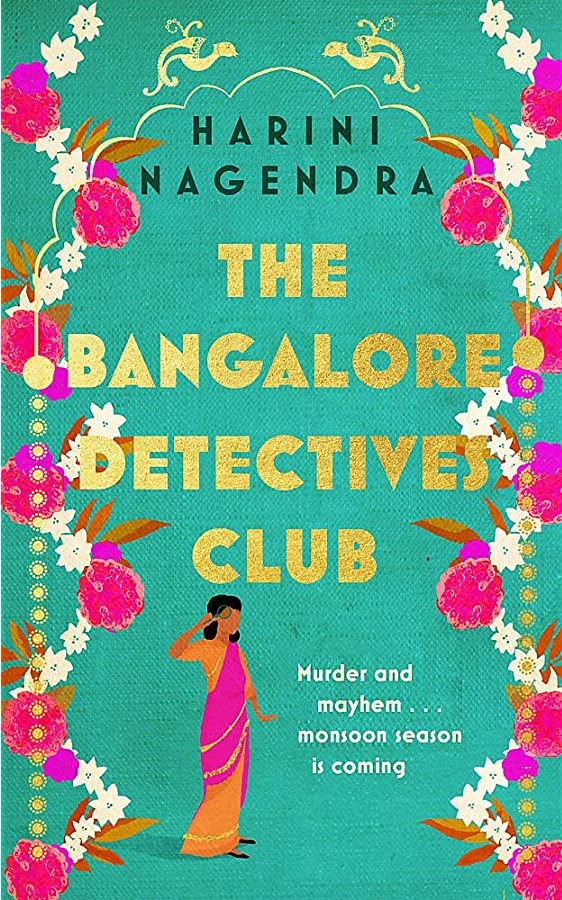 HARINI
NAGENDRA
THE
BANGALORE
DETECTIVES
CLUB
Murder and
mayhem . . .
monsoon season
is coming